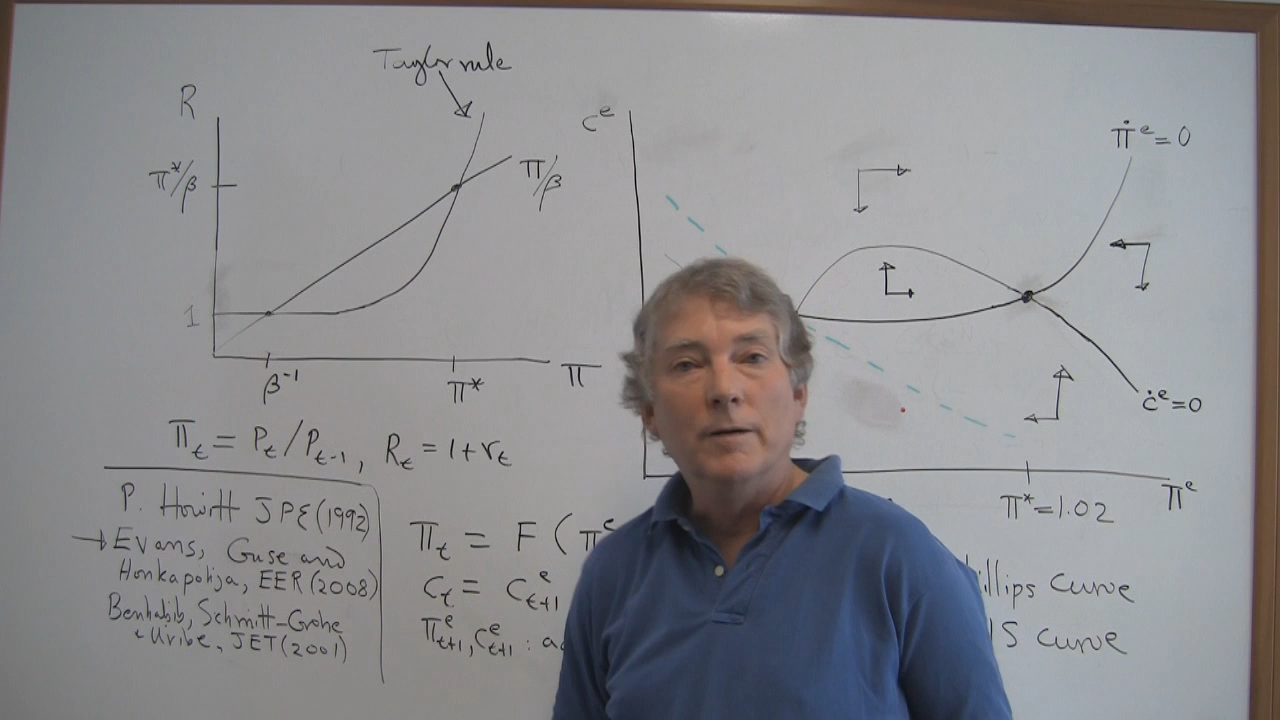 Taylor rule
R
π*/β
1
π/β
β⁻¹
π*
π
cᵉ
π̇ᵉ=0
ċᵉ=0
π*=1.02
πᵉ
πₜ = Pₜ/Pₜ₋₁, Rₜ = 1+rₜ
P. Howitt JPE (1992)
→ Evans, Guse and
Honkapohja, EER (2008)
Benhabib, Schmitt-Grohe
+ Uribe, JET (2001)
πₜ = F (πᵉ
cₜ = cᵉₜ₊₁
πᵉₜ₊₁, cᵉₜ₊₁ : a
illips curve
IS curve